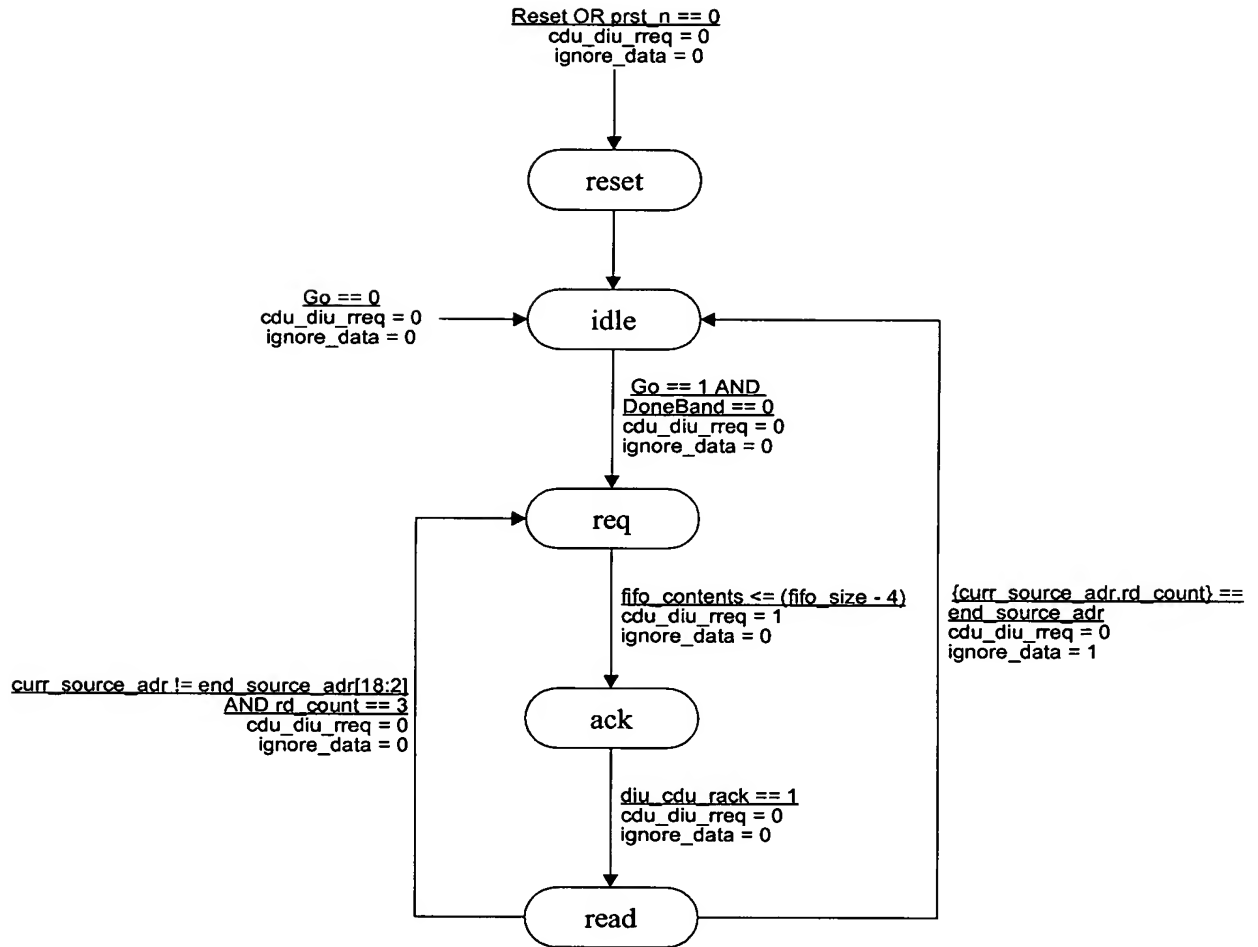 Reset OR prst_n == 0
cdu_diu_rreq = 0
ignore_data = 0
reset
Go == 0
cdu_diu_rreq = 0
ignore_data = 0
idle
Go == 1 AND
DoneBand == 0
cdu_diu_rreq = 0
ignore_data = 0
req
fifo_contents <= (fifo_size - 4)
cdu_diu_rreq = 1
ignore_data = 0
{curr_source_adr.rd_count} ==
end_source_adr
cdu_diu_rreq = 0
ignore_data = 1
curr_source_adr != end_source_adr[18:2]
AND rd_count == 3
cdu_diu_rreq = 0
ignore_data = 0
ack
diu_cdu_rack == 1
cdu_diu_rreq = 0
ignore_data = 0
read